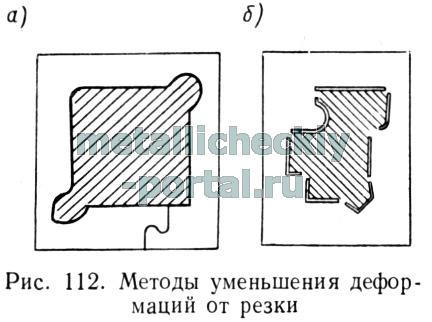 а) б)
metallicheckiy
-portal.ru
Рис. 112. Методы уменьшения дефор-
маций от резки